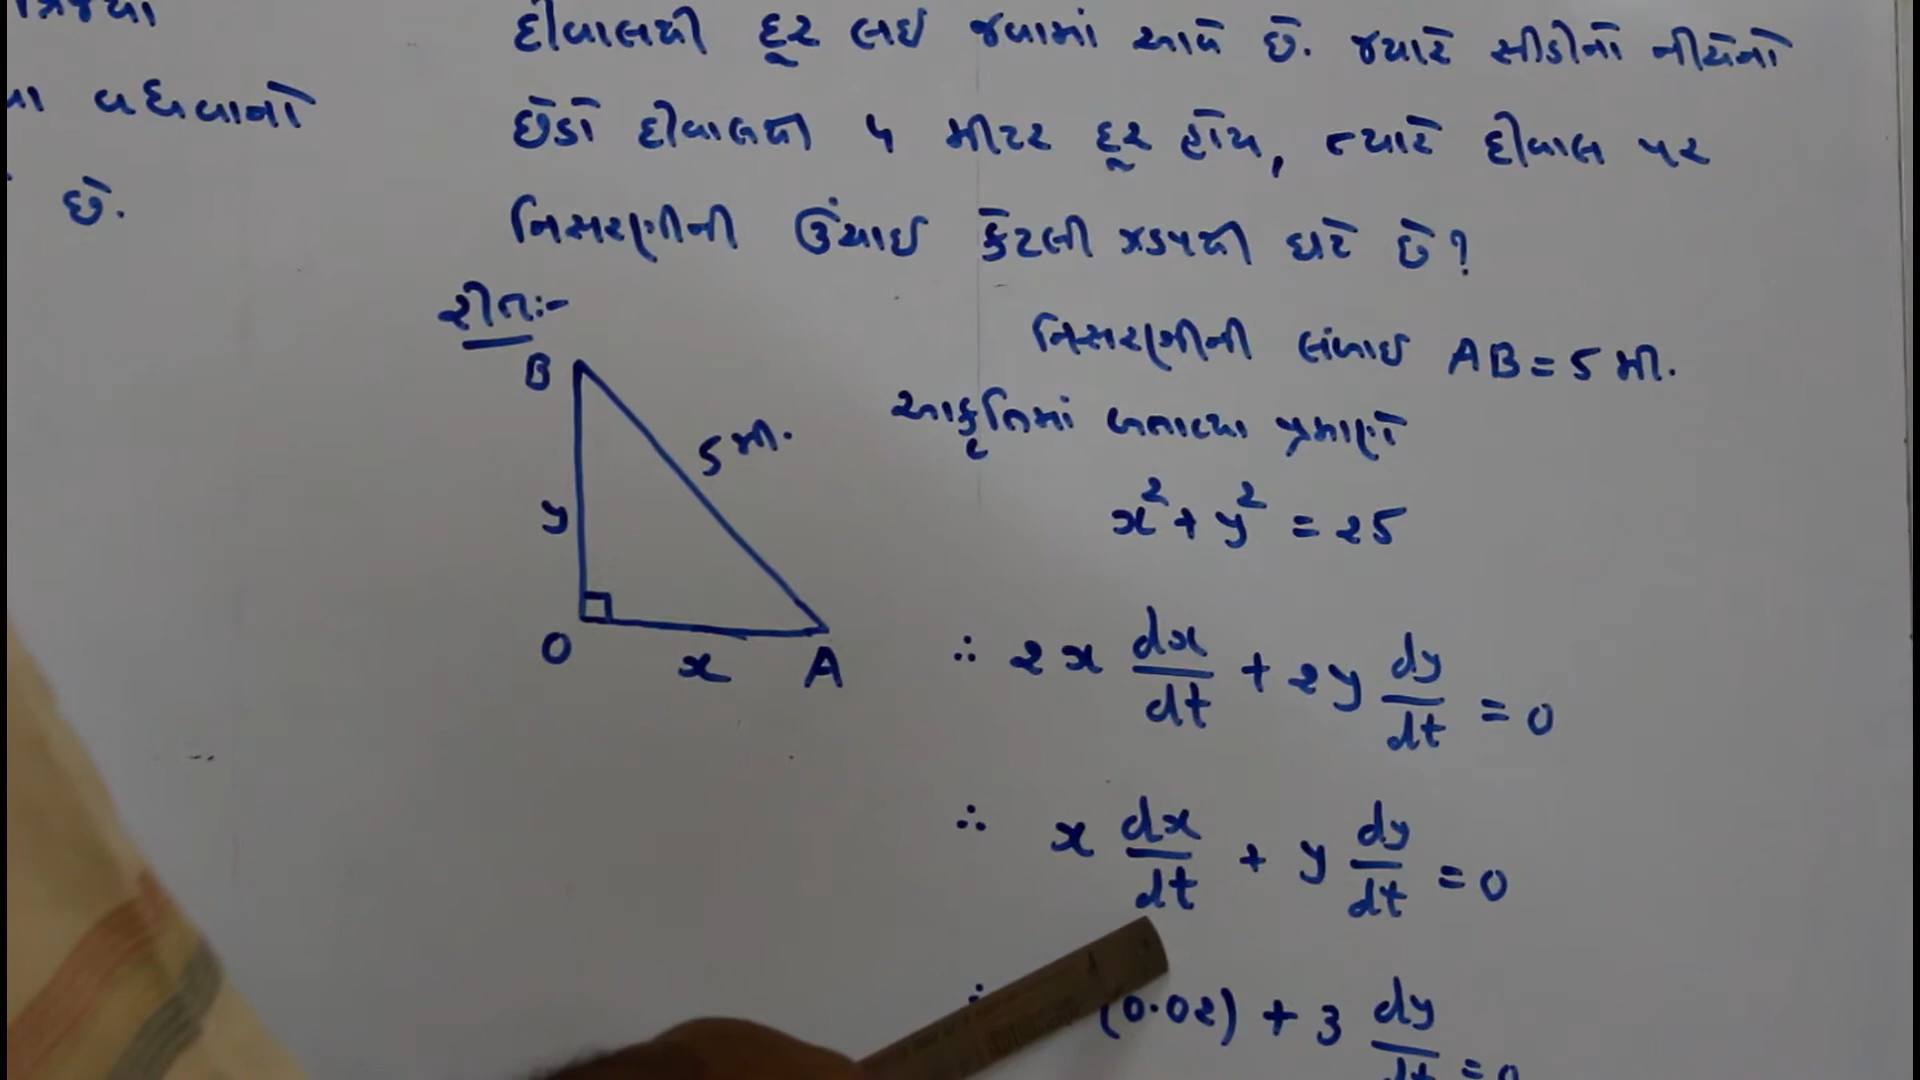 ત્રિજ્યા
વધવાનો
છે.
દીવાલથી દૂર લઈ જવામાં આવે છે. જ્યારે સીડીનો નીચેનો
છેડો દીવાલથી ૪ મીટર દૂર હોય, ત્યારે દીવાલ પર
નિસરણીની ઉંચાઈ કેટલી ઝડપથી ઘટે છે?
રીત:-
નિસરણીની લંબાઈ AB = 5 મી.
આકૃતિમાં બતાવ્યા પ્રમાણે
B
5 મી.
y
O x A
x² + y² = 25
∴ 2x dx/dt + 2y dy/dt = 0
∴ x dx/dt + y dy/dt = 0
(0.02) + 3 dy/dt = 0